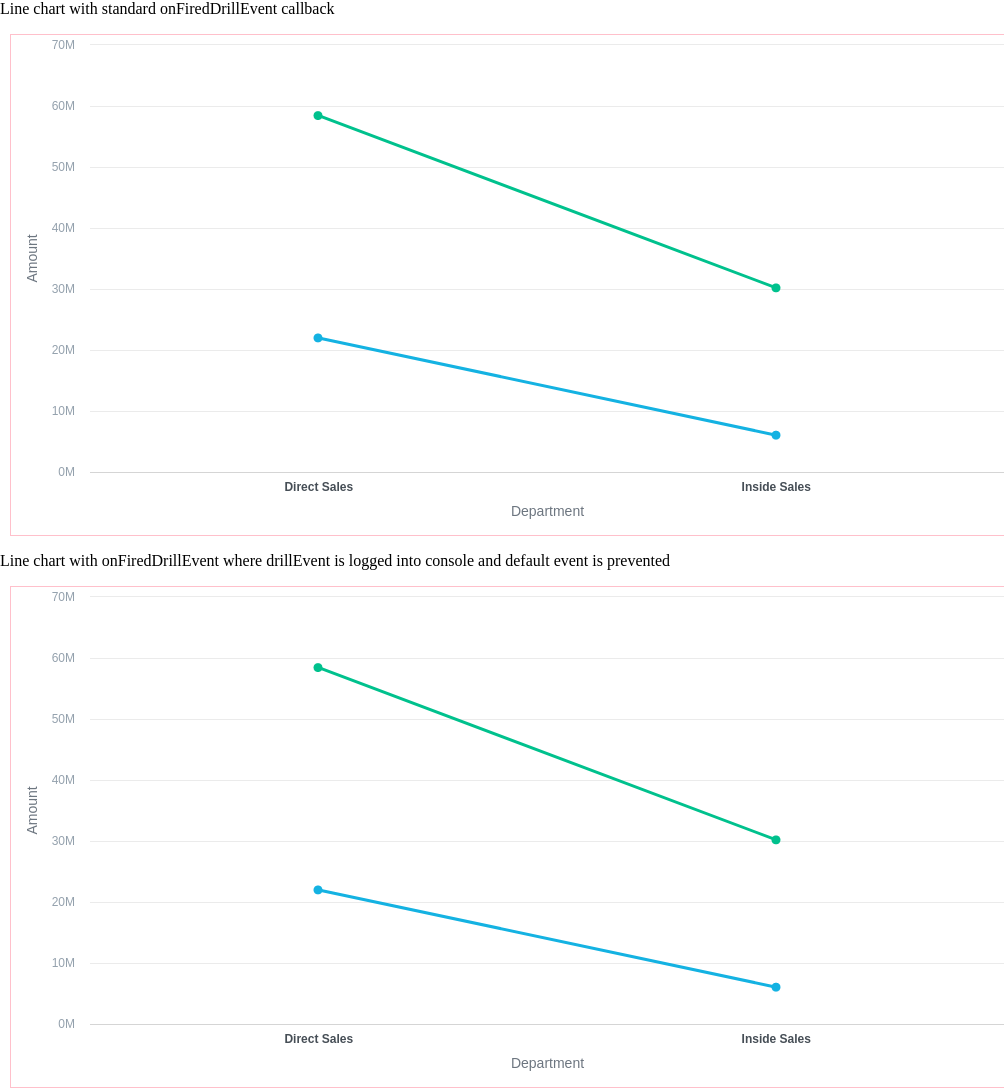 Line chart with standard onFiredDrillEvent callback
70M
60M
50M
40M
30M
20M
10M
0M
Amount
Direct Sales
Inside Sales
Department
Line chart with onFiredDrillEvent where drillEvent is logged into console and default event is prevented
70M
60M
50M
40M
30M
20M
10M
0M
Amount
Direct Sales
Inside Sales
Department